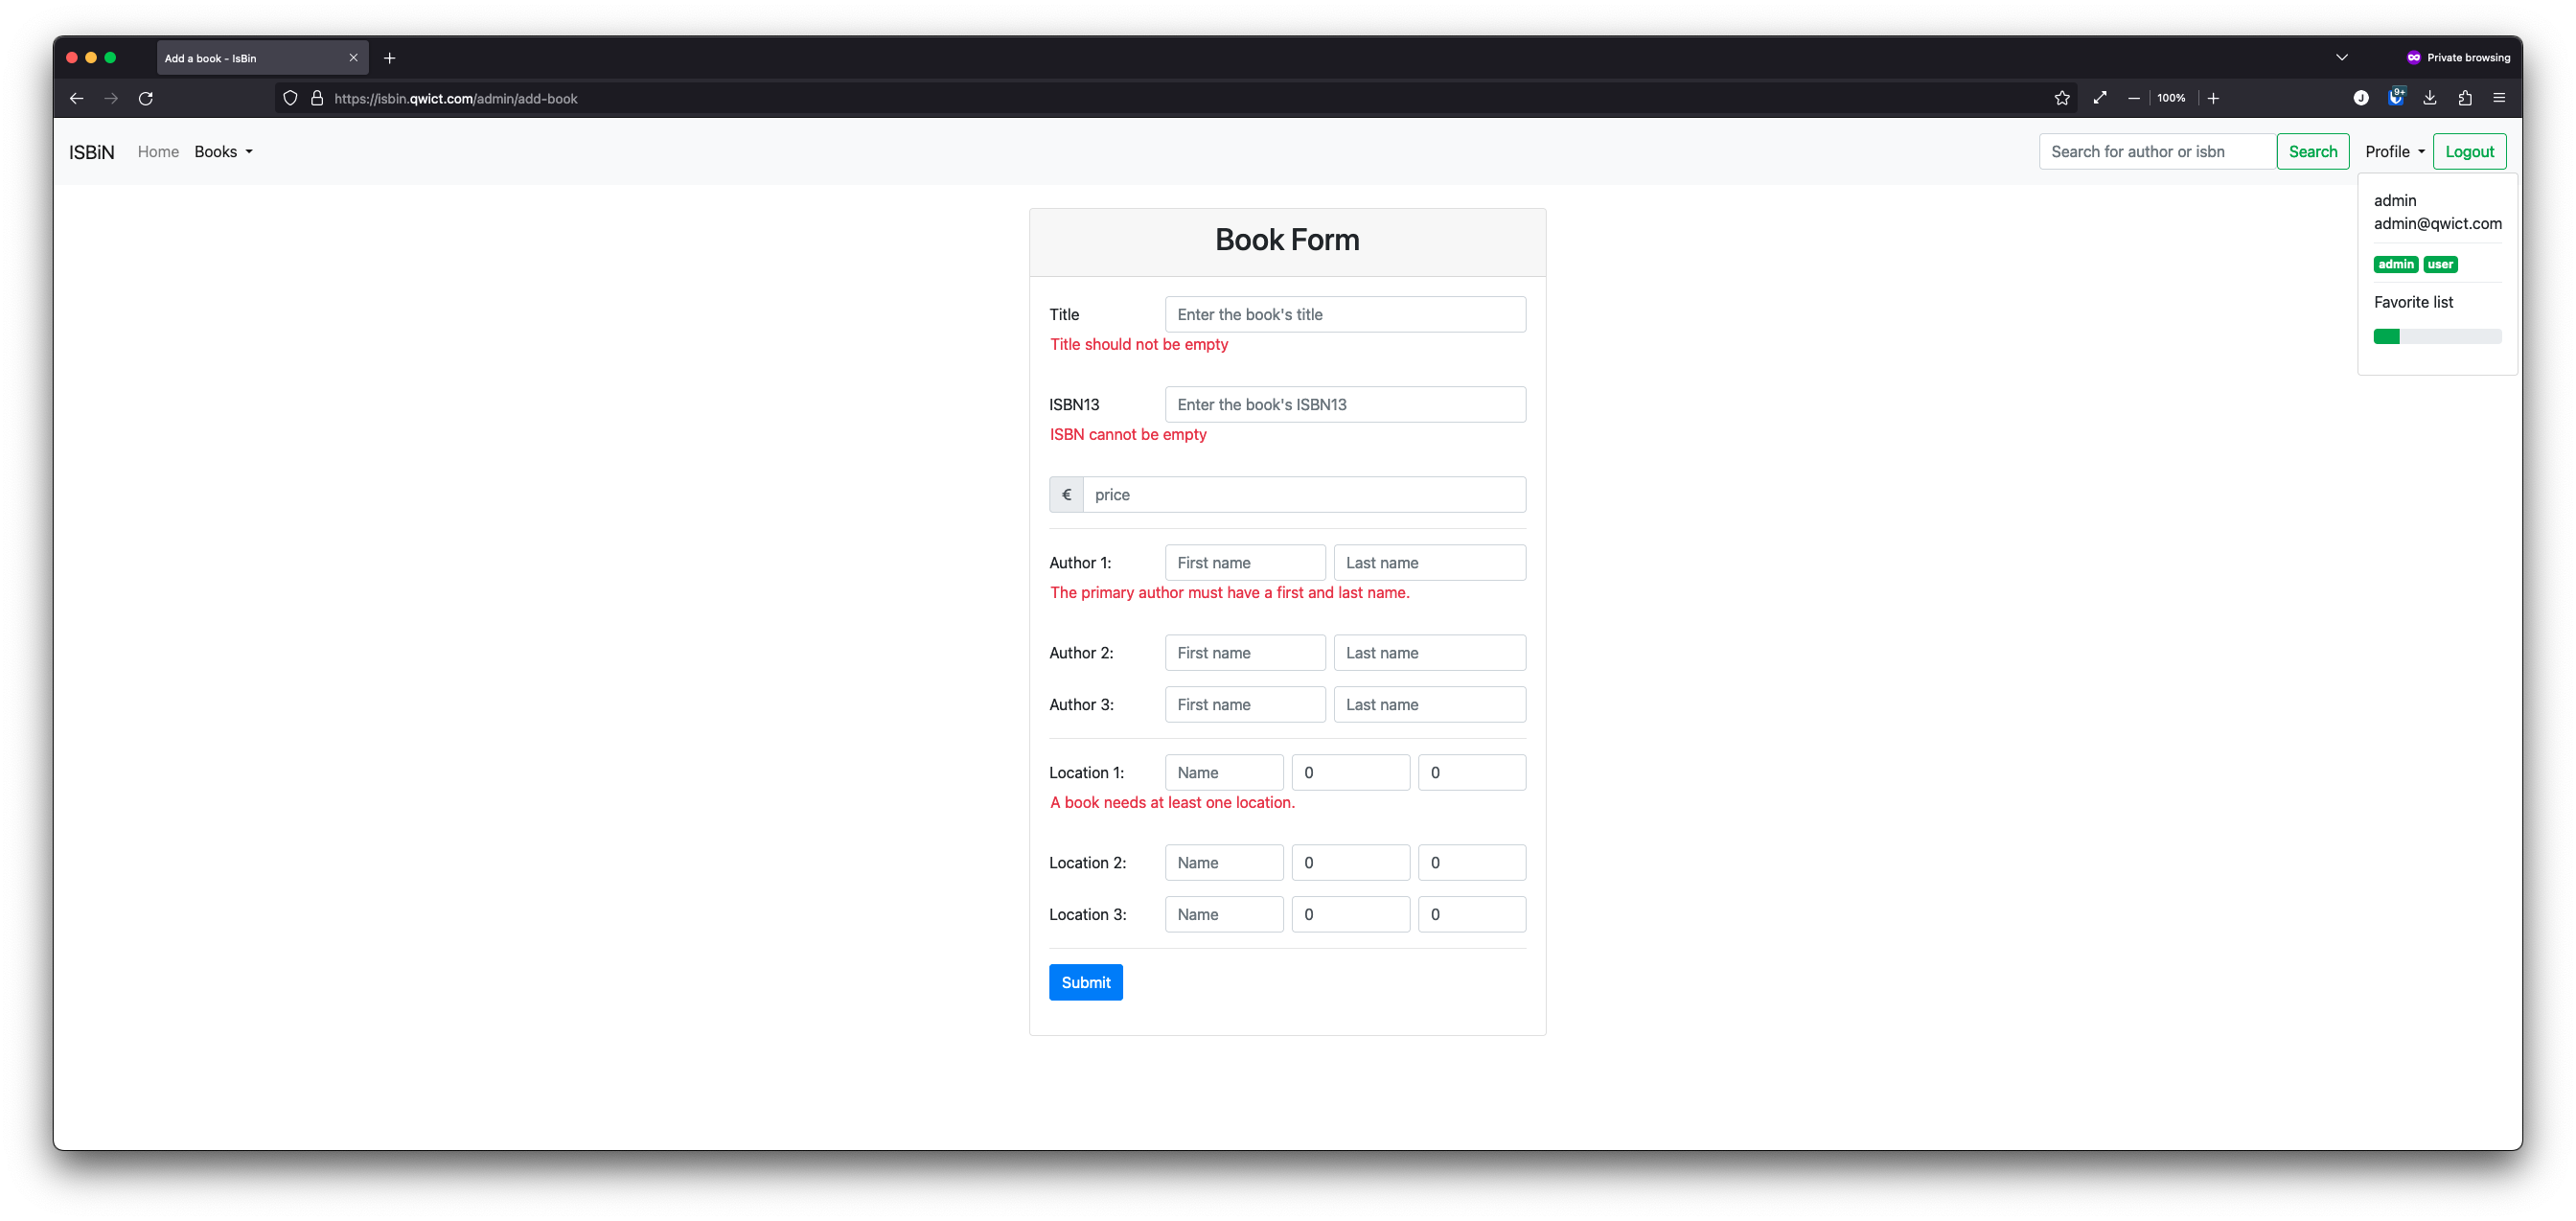 Add a book - IsBin
Private browsing
https://isbin.qwict.com/admin/add-book
100%
J
9+
ISBiN
Home
Books
Search for author or isbn
Search
Profile
Logout
admin
admin@qwict.com
admin user
Favorite list
Book Form
Title
Enter the book's title
Title should not be empty
ISBN13
Enter the book's ISBN13
ISBN cannot be empty
€ price
Author 1:
First name
Last name
The primary author must have a first and last name.
Author 2:
First name
Last name
Author 3:
First name
Last name
Location 1:
Name
0
0
A book needs at least one location.
Location 2:
Name
0
0
Location 3:
Name
0
0
Submit